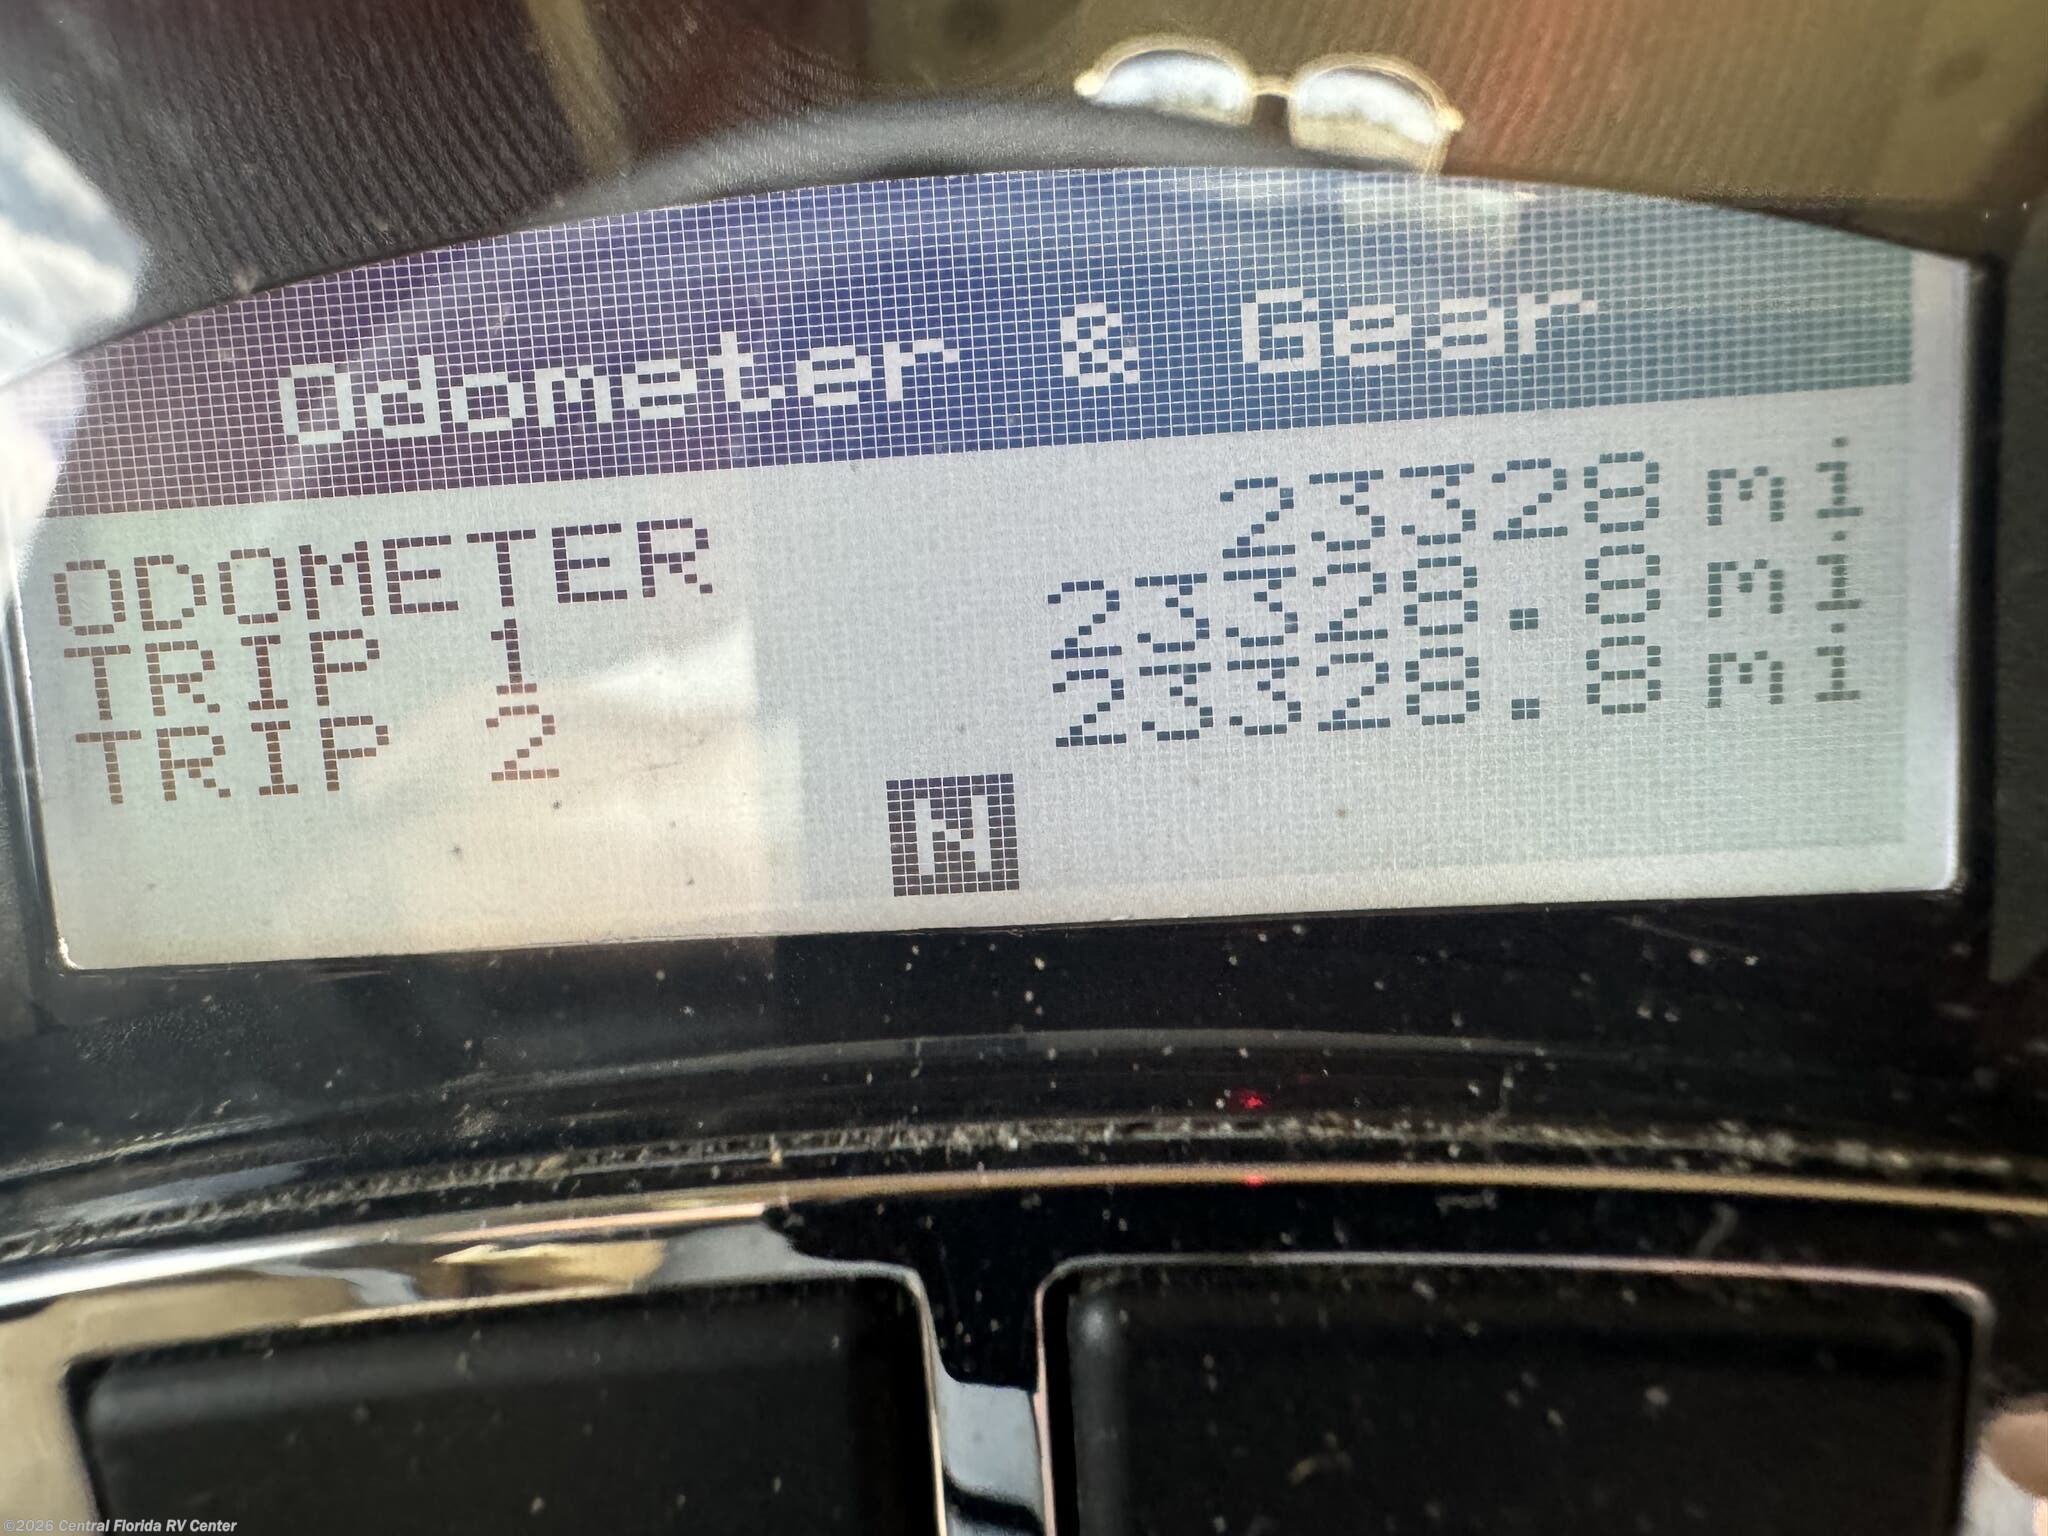 Odometer & Gear
ODOMETER 23328 mi
TRIP 1 23328.8 mi
TRIP 2 23328.8 mi
N
©2026 Central Florida RV Center